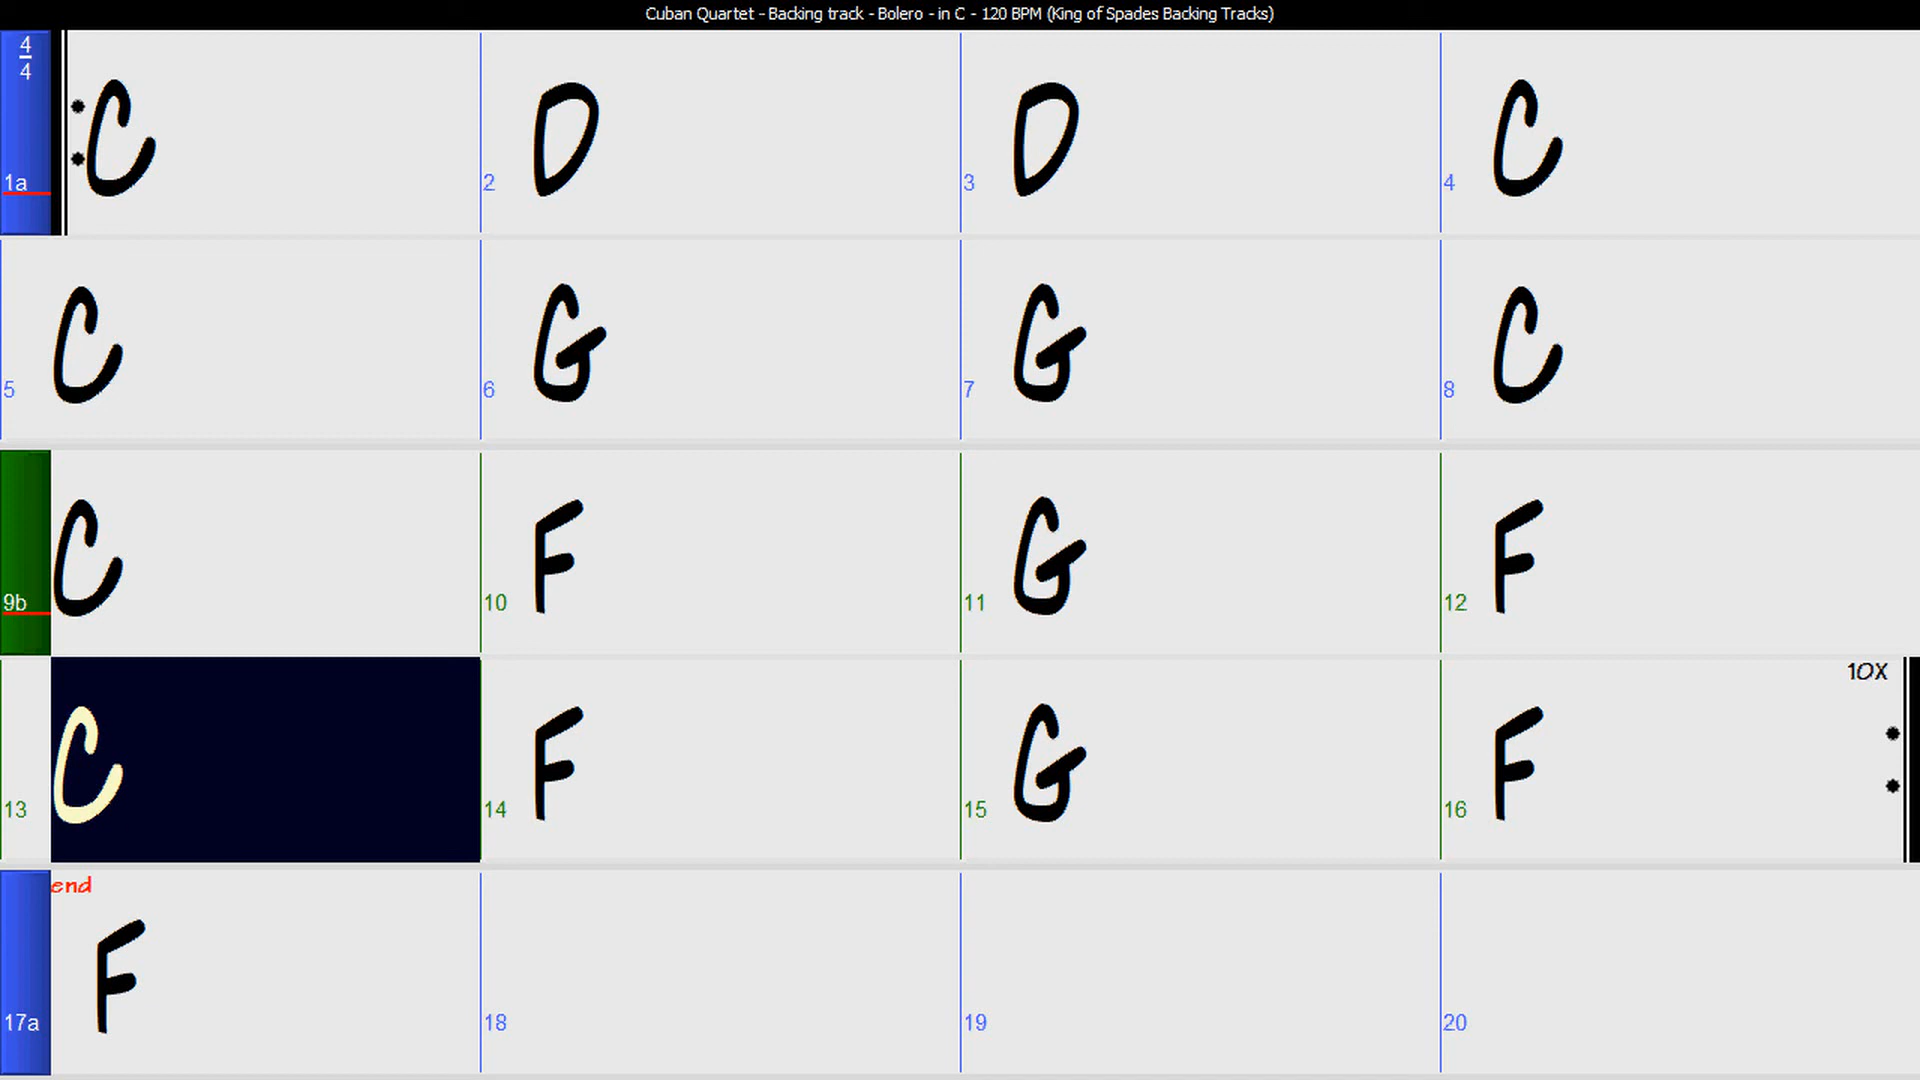 Cuban Quartet - Backing track - Bolero - in C - 120 BPM (King of Spades Backing Tracks)
4
4
1a C 2 D 3 D 4 C
5 C 6 G 7 G 8 C
9b C 10 F 11 G 12 F
10X
13 C 14 F 15 G 16 F
end
17a F 18 19 20